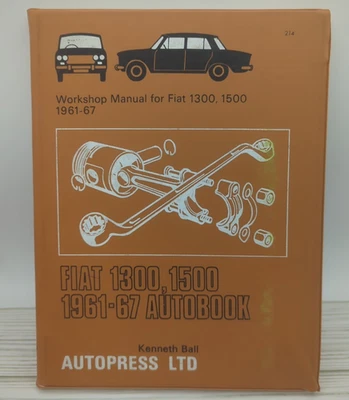 214
Workshop Manual for Fiat 1300, 1500
1961-67
FIAT 1300, 1500
1961-67 AUTOBOOK
Kenneth Ball
AUTOPRESS LTD